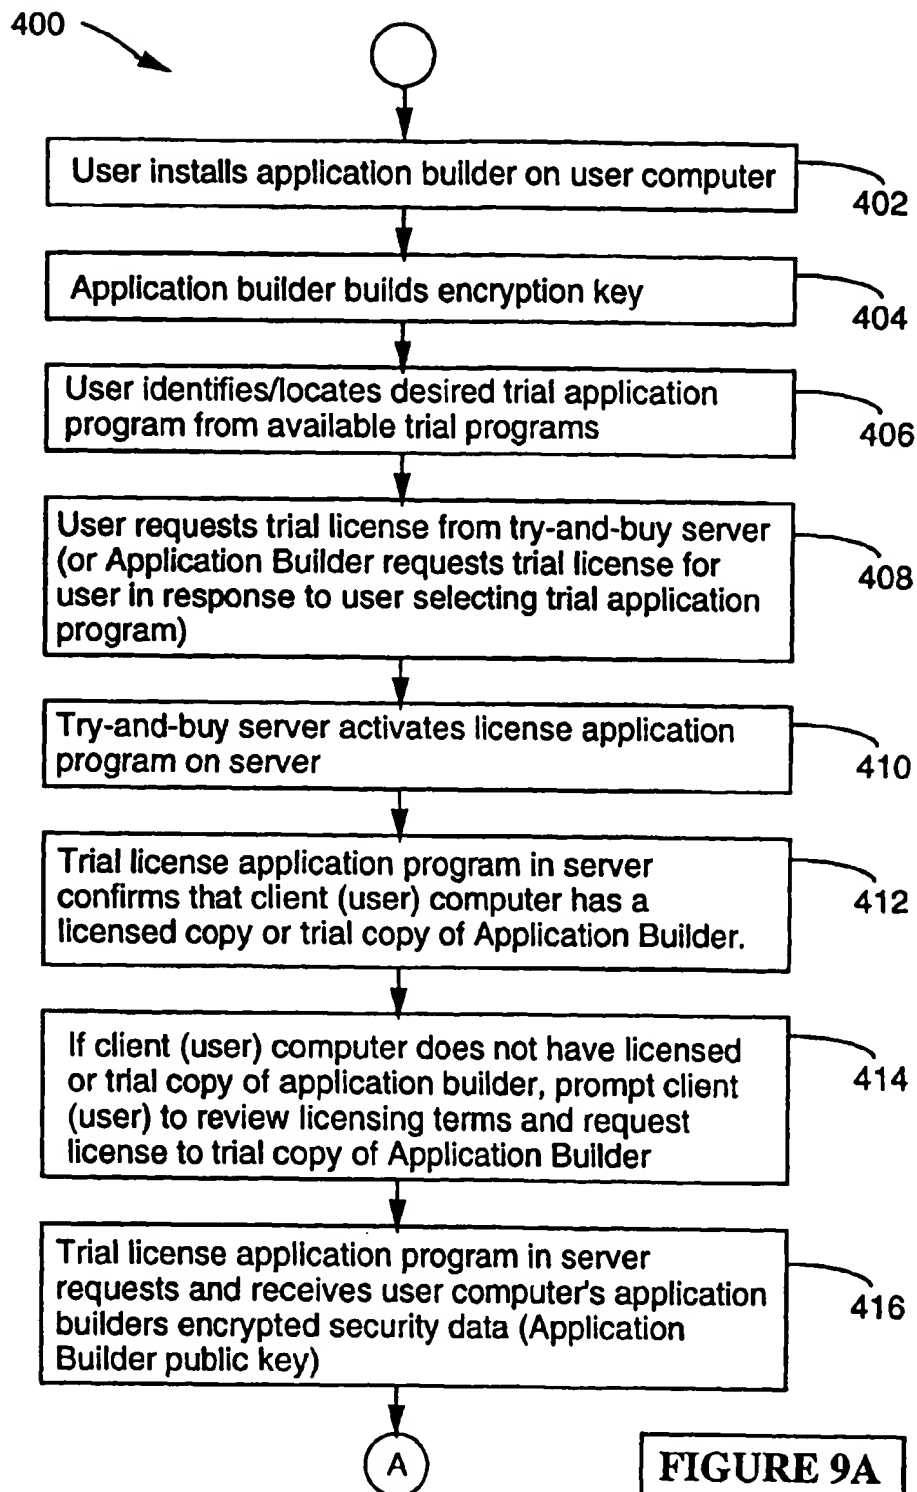 400
User installs application builder on user computer
402
Application builder builds encryption key
404
User identifies/locates desired trial application
program from available trial programs
406
User requests trial license from try-and-buy server
(or Application Builder requests trial license for
user in response to user selecting trial application
program)
408
Try-and-buy server activates license application
program on server
410
Trial license application program in server
confirms that client (user) computer has a
licensed copy or trial copy of Application Builder.
412
If client (user) computer does not have licensed
or trial copy of application builder, prompt client
(user) to review licensing terms and request
license to trial copy of Application Builder
414
Trial license application program in server
requests and receives user computer's application
builders encrypted security data (Application
Builder public key)
416
A
FIGURE 9A